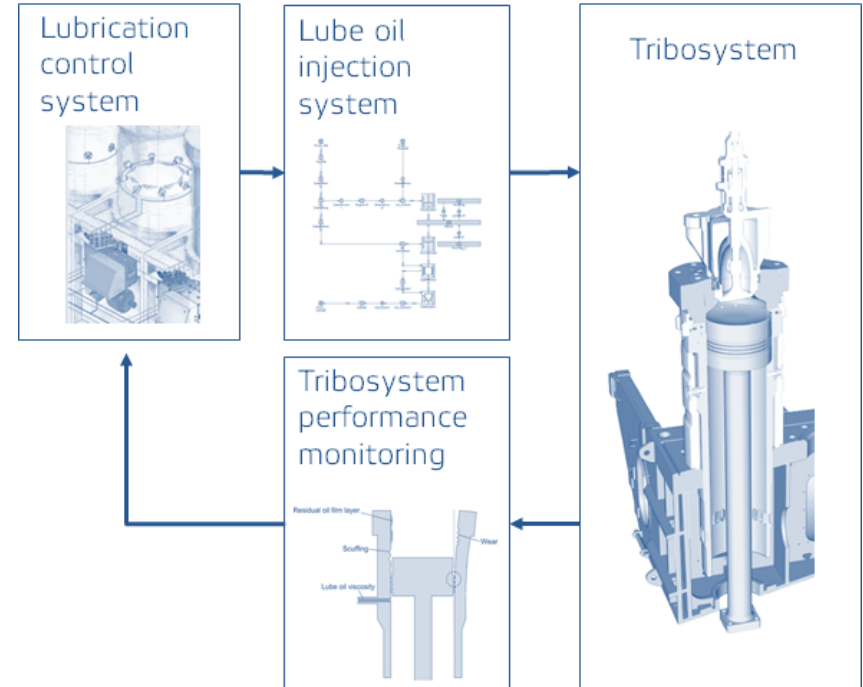 Lubrication
control
system
Lube oil
injection
system
Tribosystem
Tribosystem
performance
monitoring
Residual oil film layer
Scuffing
Wear
Lube oil viscosity